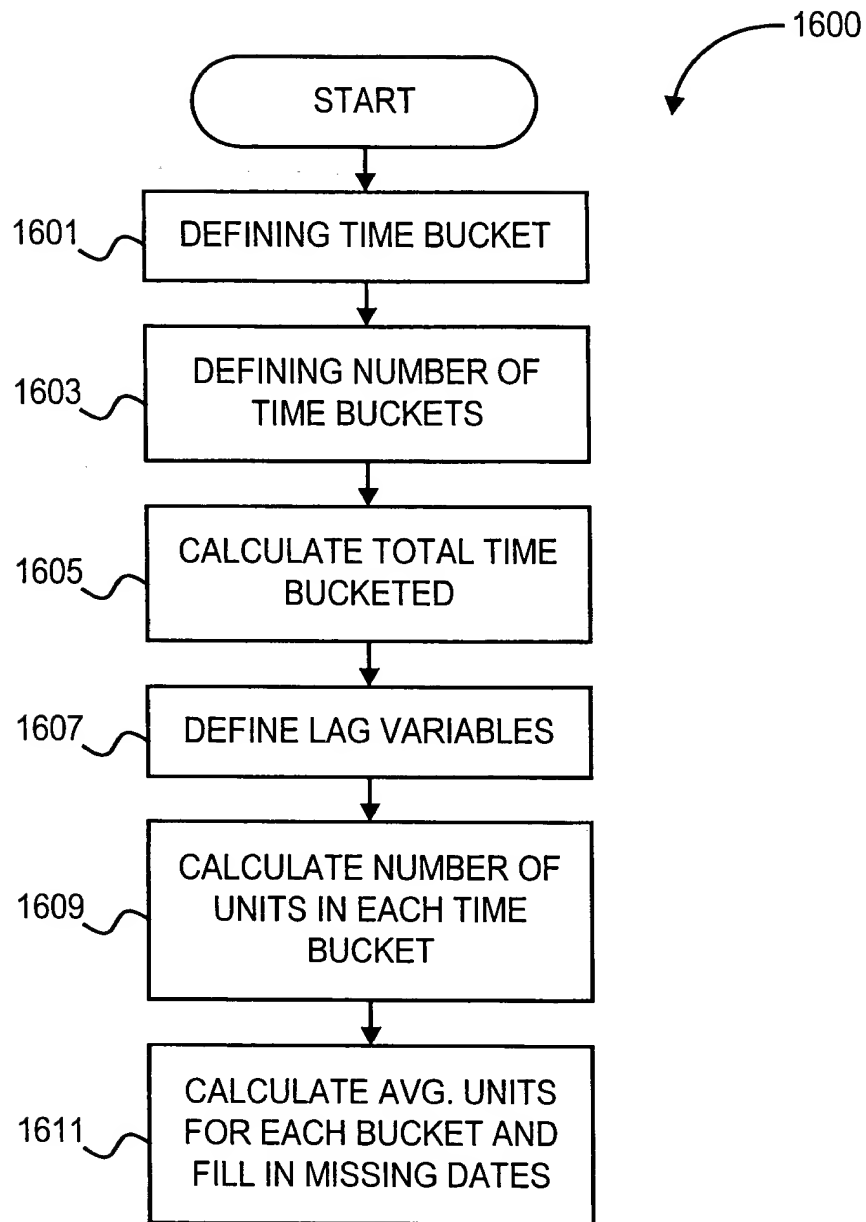 1600
START
1601
DEFINING TIME BUCKET
1603
DEFINING NUMBER OF
TIME BUCKETS
1605
CALCULATE TOTAL TIME
BUCKETED
1607
DEFINE LAG VARIABLES
1609
CALCULATE NUMBER OF
UNITS IN EACH TIME
BUCKET
1611
CALCULATE AVG. UNITS
FOR EACH BUCKET AND
FILL IN MISSING DATES